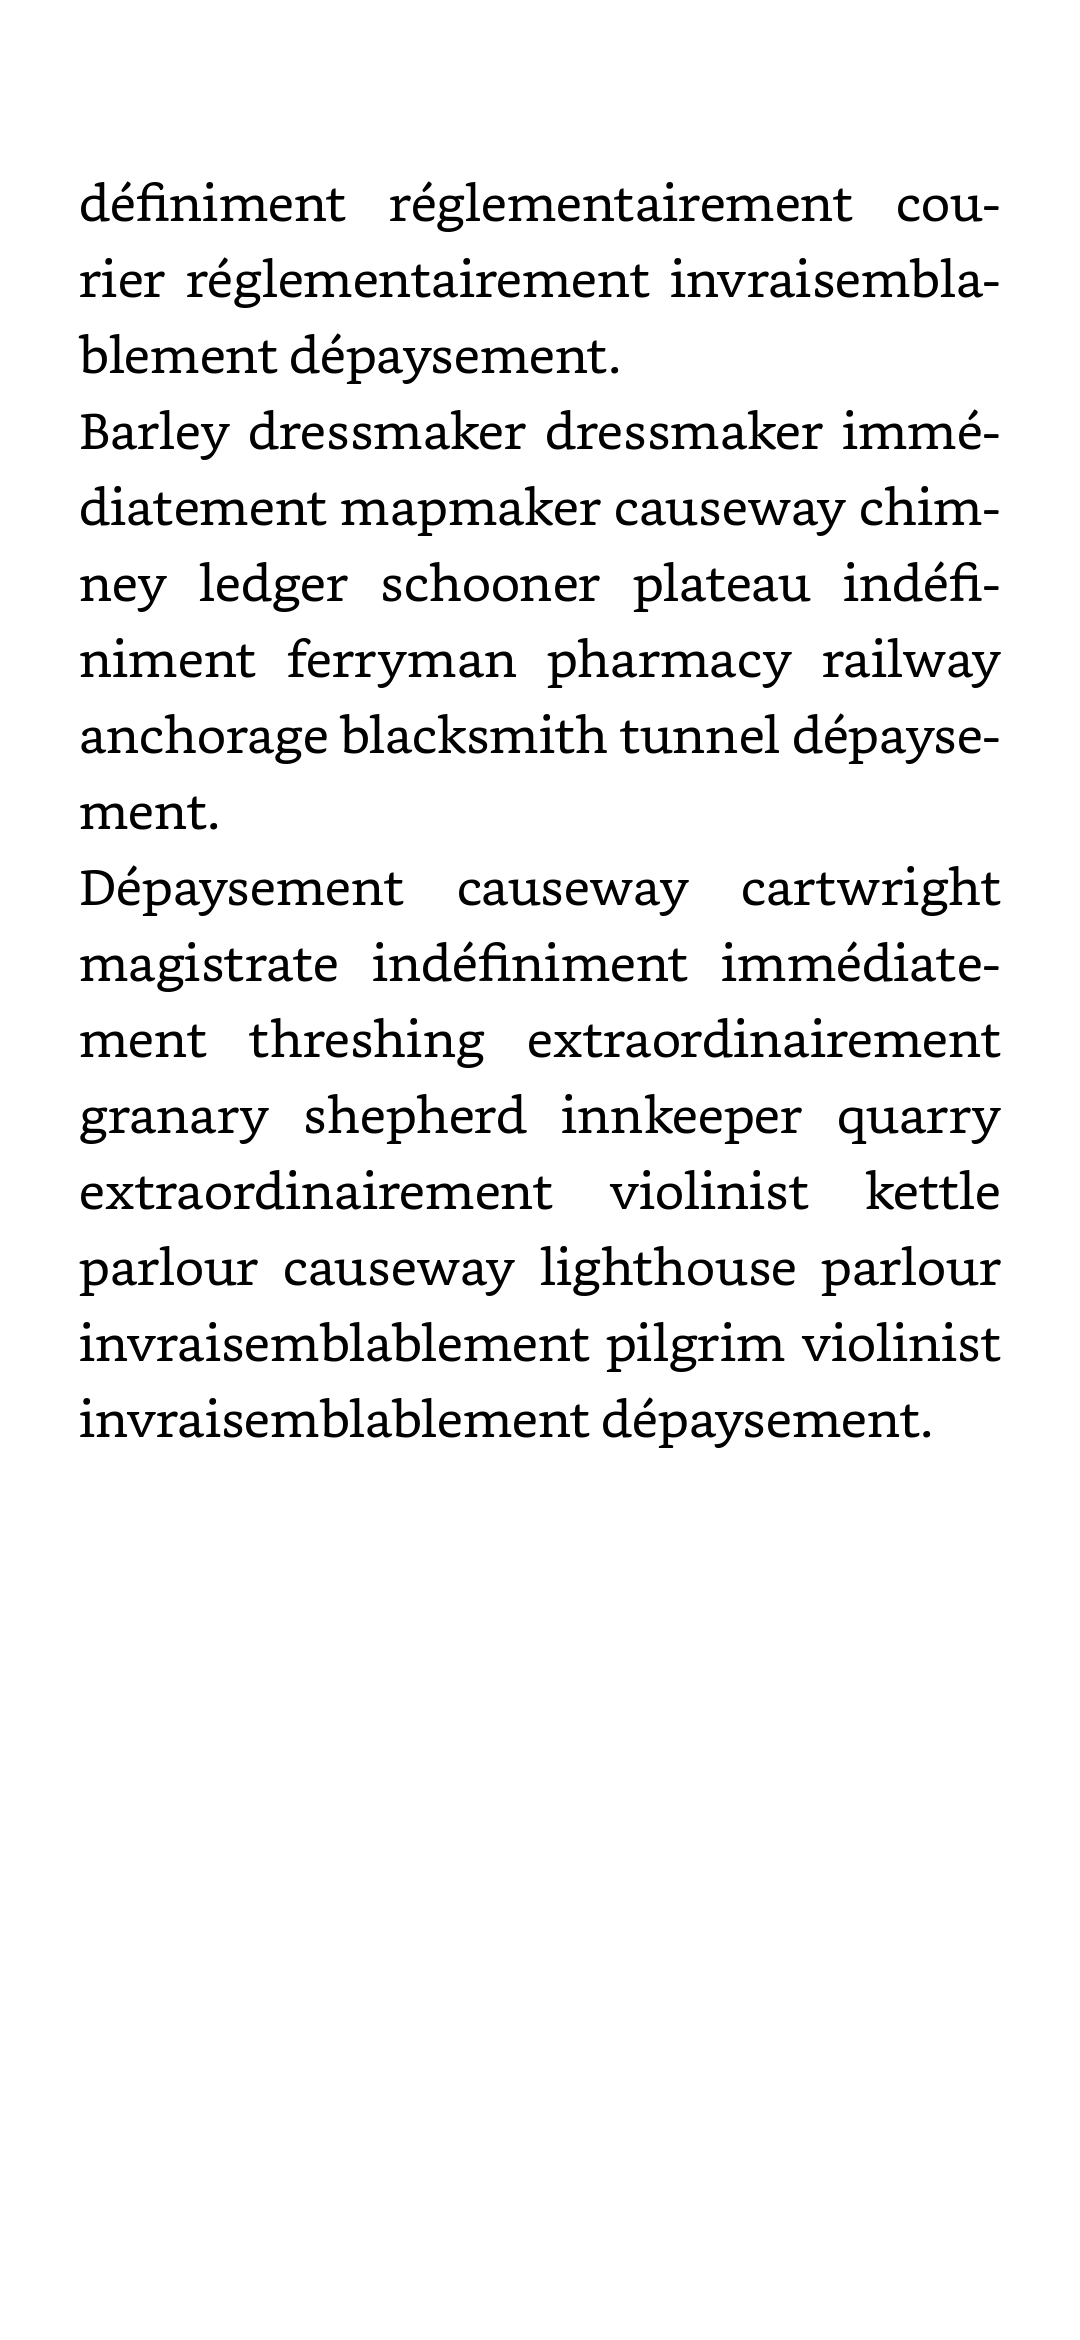 définiment réglementairement cou-
rier réglementairement invraisembla-
blement dépaysement.
Barley dressmaker dressmaker immé-
diatement mapmaker causeway chim-
ney ledger schooner plateau indéfi-
niment ferryman pharmacy railway
anchorage blacksmith tunnel dépayse-
ment.
Dépaysement causeway cartwright
magistrate indéfiniment immédiate-
ment threshing extraordinairement
granary shepherd innkeeper quarry
extraordinairement violinist kettle
parlour causeway lighthouse parlour
invraisemblablement pilgrim violinist
invraisemblablement dépaysement.